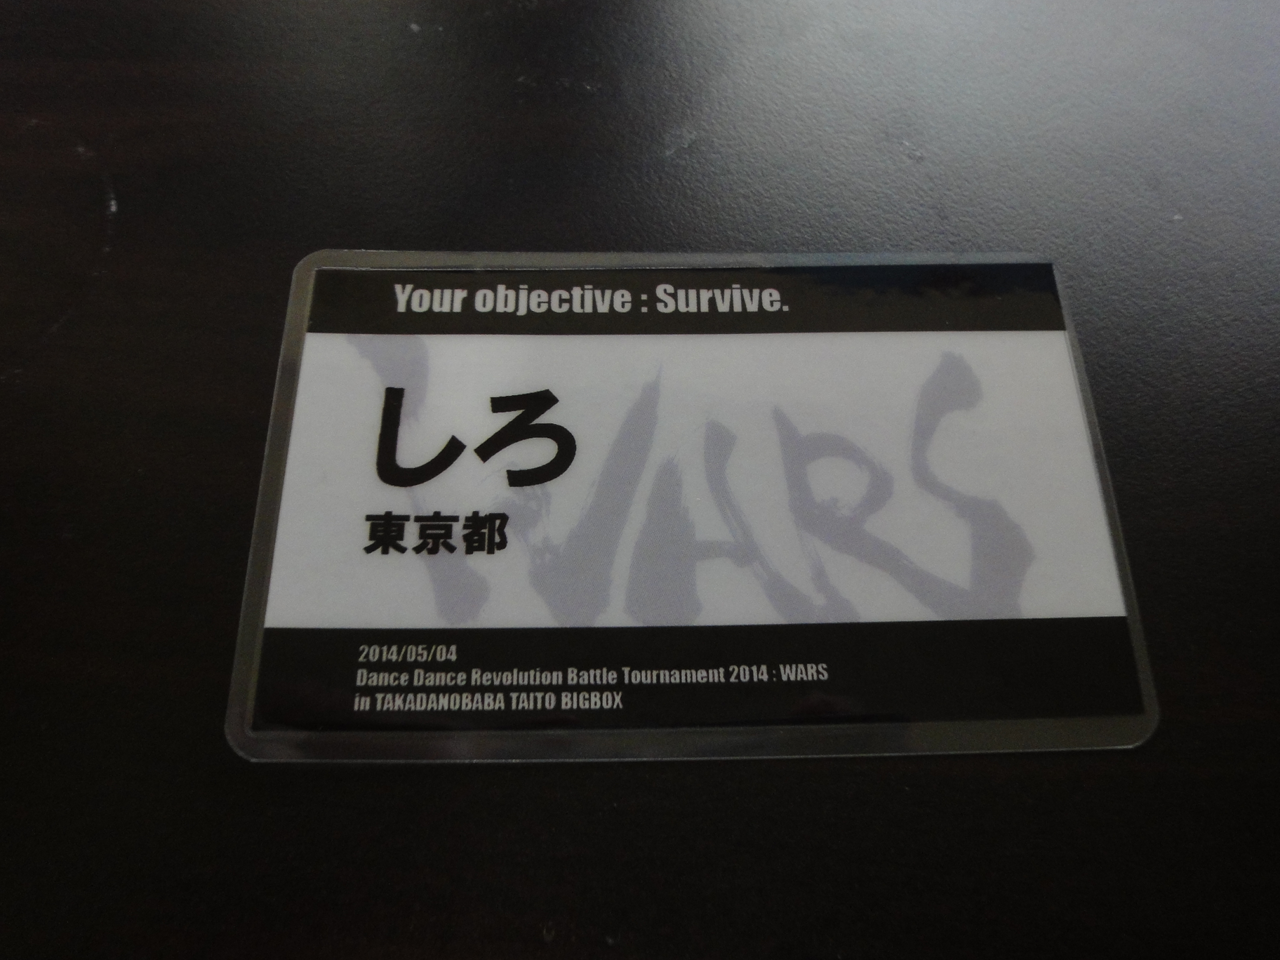 Your objective : Survive.
WARS
しろ
東京都
2014/05/04
Dance Dance Revolution Battle Tournament 2014 : WARS
in TAKADANOBABA TAITO BIGBOX